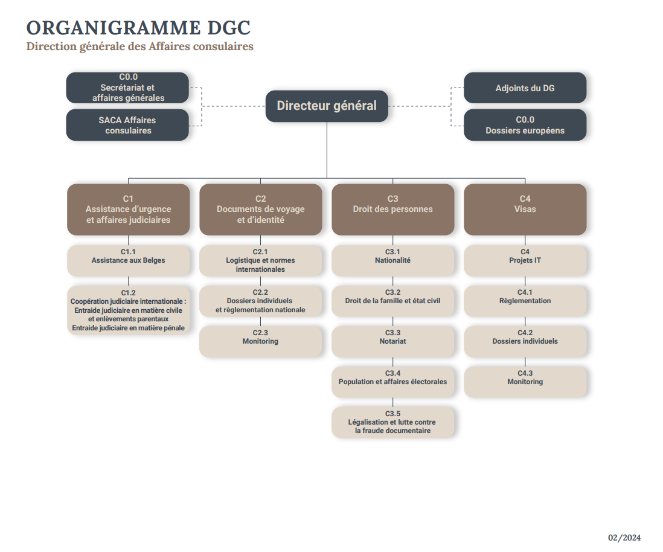 ORGANIGRAMME DGC
Direction générale des Affaires consulaires
C0.0
Secrétariat et
affaires générales
SACA Affaires
consulaires
Directeur général
Adjoints du DG
C0.0
Dossiers européens
C1
Assistance d'urgence
et affaires judiciaires
C1.1
Assistance aux Belges
C1.2
Coopération judiciaire internationale :
Entraide judiciaire en matière civile
et enlèvements parentaux
Entraide judiciaire en matière pénale
C2
Documents de voyage
et d'identité
C2.1
Logistique et normes
internationales
C2.2
Dossiers individuels
et règlementation nationale
C2.3
Monitoring
C3
Droit des personnes
C3.1
Nationalité
C3.2
Droit de la famille et état civil
C3.3
Notariat
C3.4
Population et affaires électorales
C3.5
Légalisation et lutte contre
la fraude documentaire
C4
Visas
C4
Projets IT
C4.1
Règlementation
C4.2
Dossiers individuels
C4.3
Monitoring
02/2024